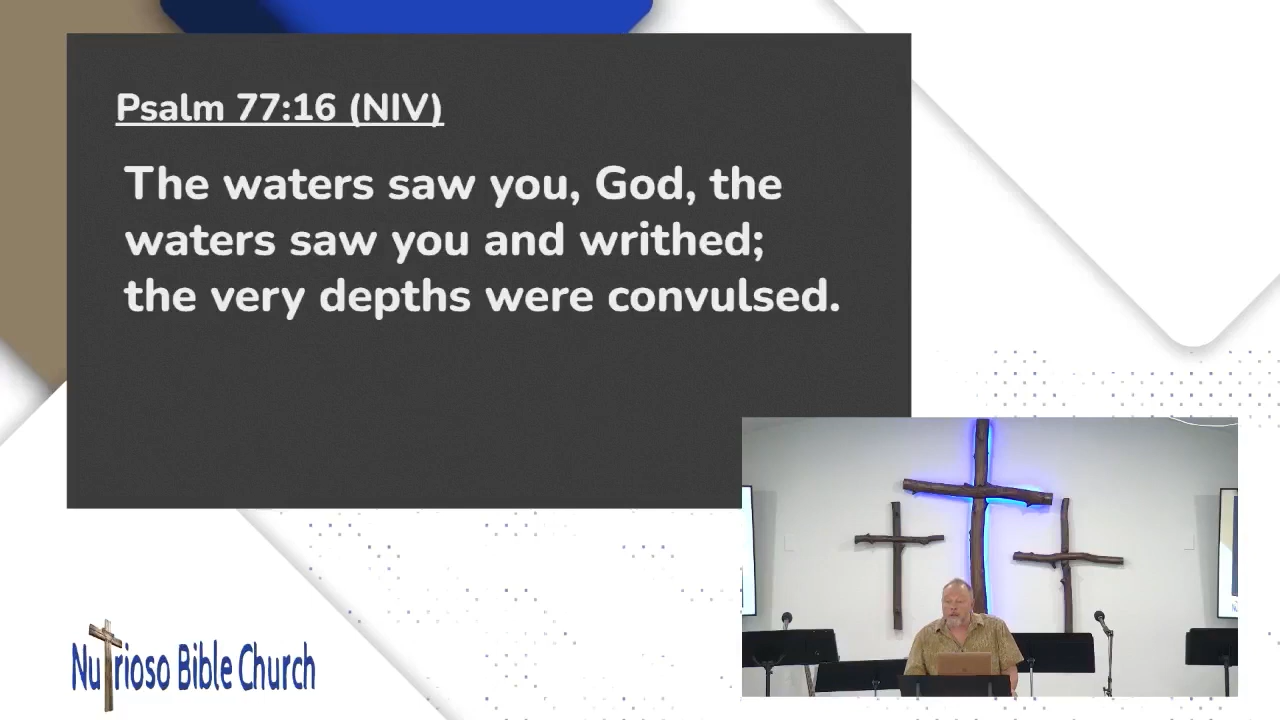 Psalm 77:16 (NIV)
The waters saw you, God, the
waters saw you and writhed;
the very depths were convulsed.
Nutrioso Bible Church